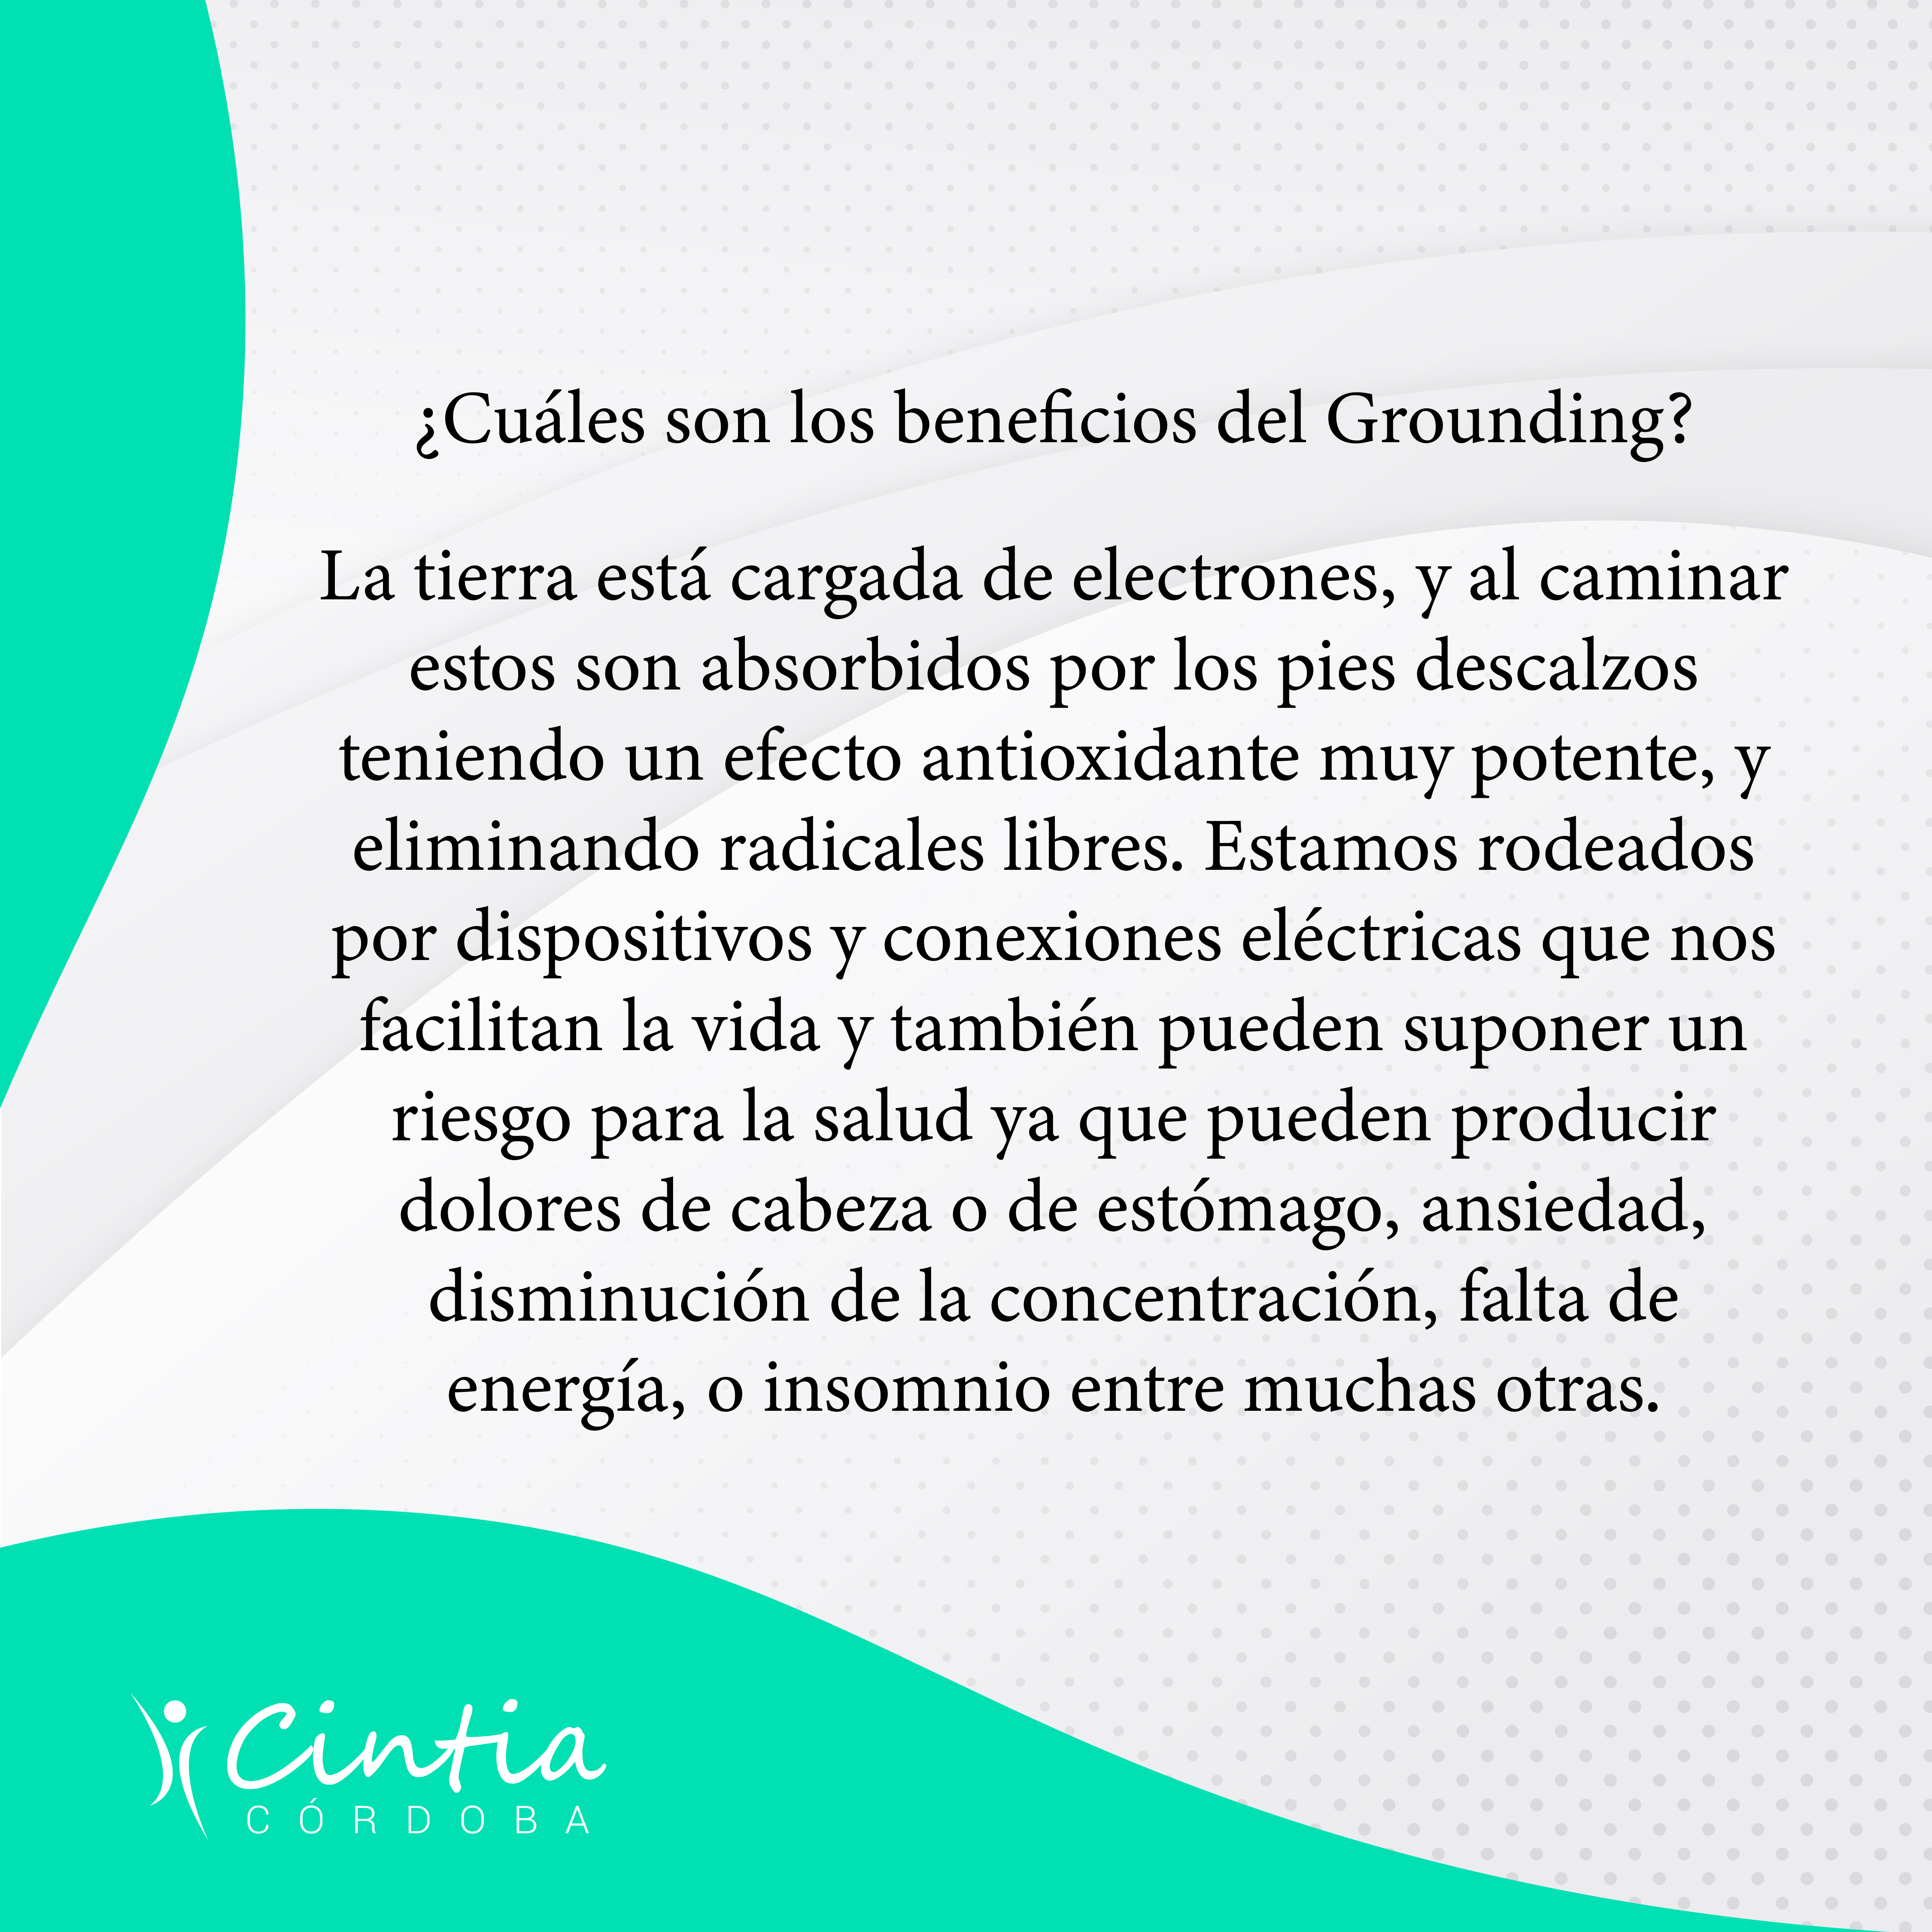 ¿Cuáles son los beneficios del Grounding?
La tierra está cargada de electrones, y al caminar
estos son absorbidos por los pies descalzos
teniendo un efecto antioxidante muy potente, y
eliminando radicales libres. Estamos rodeados
por dispositivos y conexiones eléctricas que nos
facilitan la vida y también pueden suponer un
riesgo para la salud ya que pueden producir
dolores de cabeza o de estómago, ansiedad,
disminución de la concentración, falta de
energía, o insomnio entre muchas otras.
Cintia
CÓRDOBA